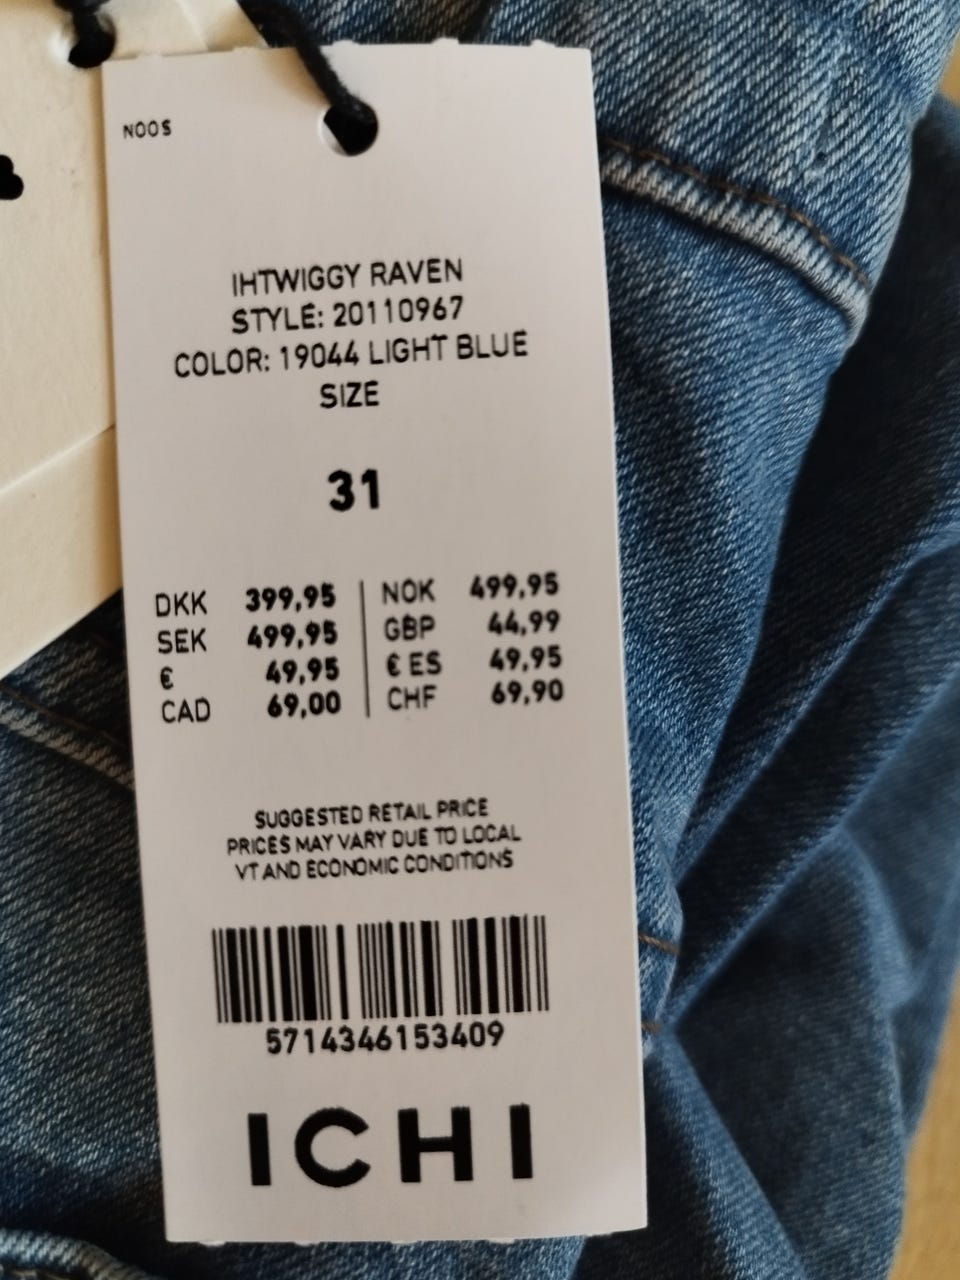 NOOS
IHTWIGGY RAVEN
STYLE: 20110967
COLOR: 19044 LIGHT BLUE
SIZE
31
DKK 399,95 NOK 499,95
SEK 499,95 GBP 44,99
€ 49,95 € ES 49,95
CAD 69,00 CHF 69,90
SUGGESTED RETAIL PRICE
PRICES MAY VARY DUE TO LOCAL
VT AND ECONOMIC CONDITIONS
5714346153409
ICHI